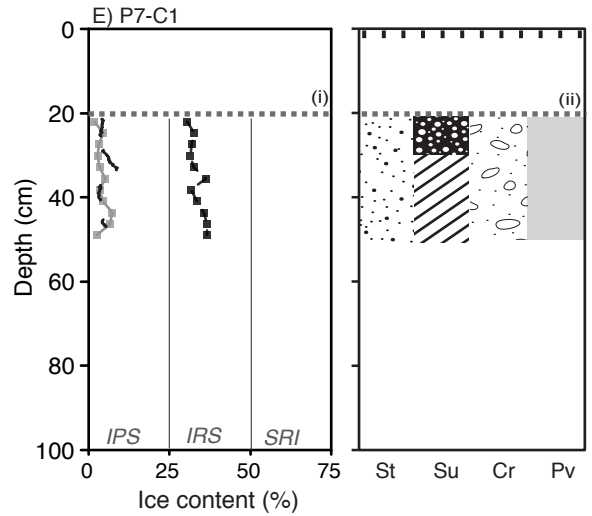 E) P7-C1
0
20
40
60
80
100
Depth (cm)
(i)
(ii)
IPS
IRS
SRI
0
25
50
75
Ice content (%)
St
Su
Cr
Pv